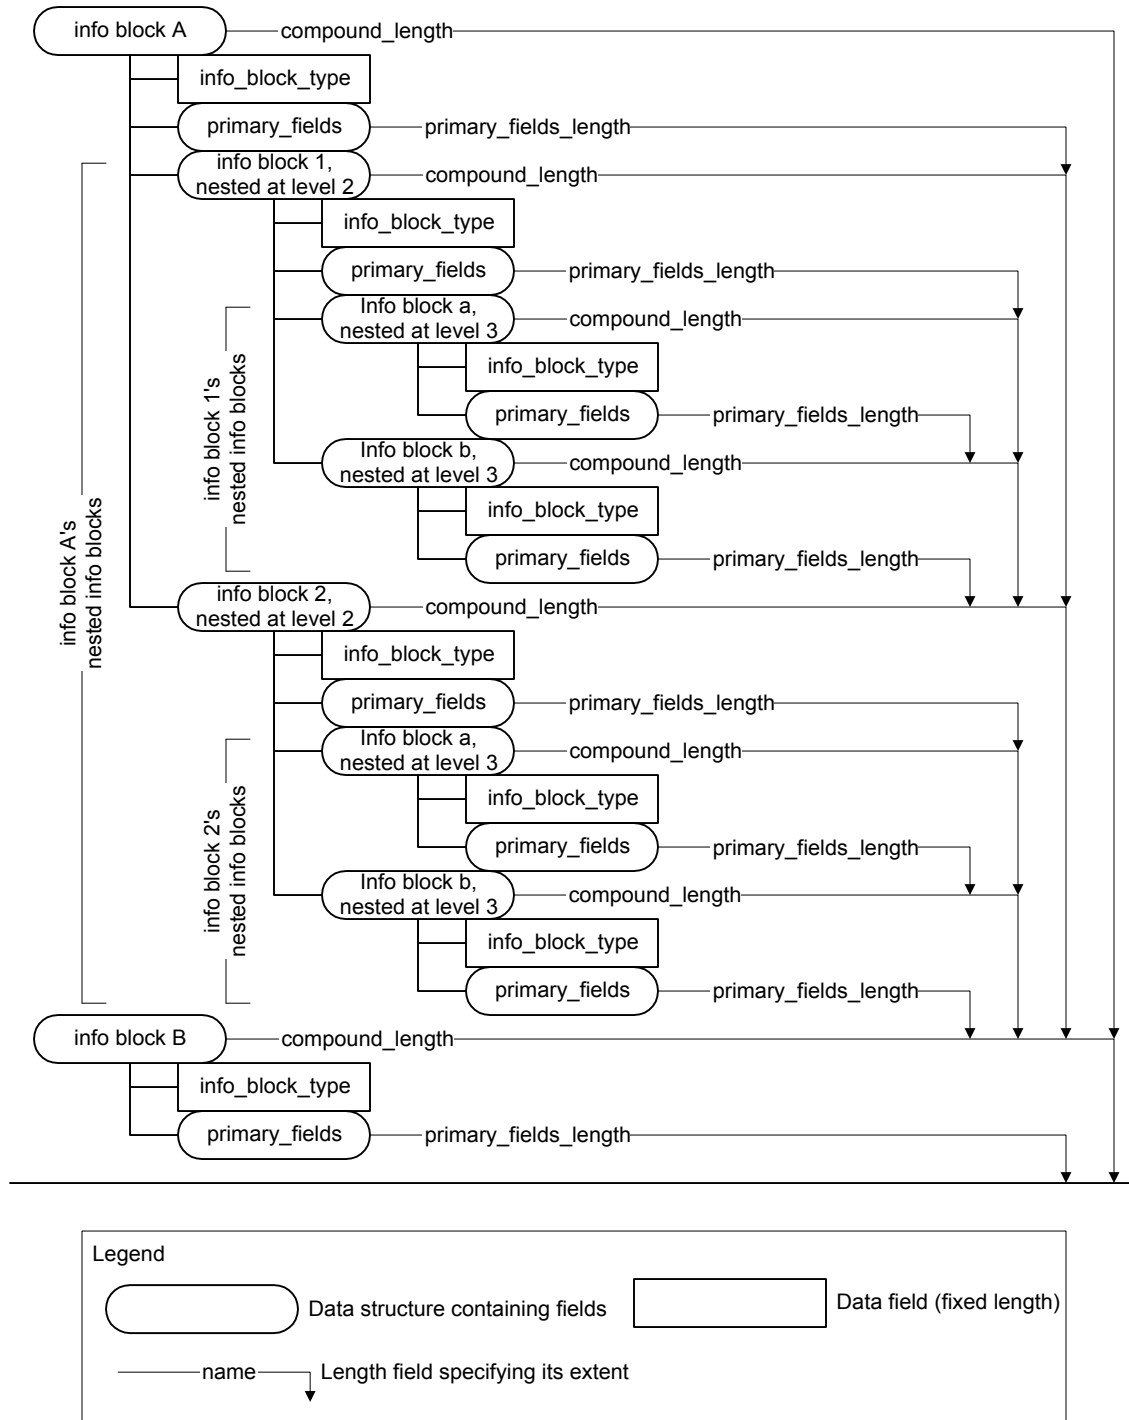 info block A
compound_length
info_block_type
primary_fields
primary_fields_length
info block 1,
nested at level 2
compound_length
info_block_type
primary_fields
primary_fields_length
Info block a,
nested at level 3
compound_length
info_block_type
primary_fields
primary_fields_length
Info block b,
nested at level 3
compound_length
info_block_type
primary_fields
primary_fields_length
info block 1's
nested info blocks
info block A's
nested info blocks
info block 2,
nested at level 2
compound_length
info_block_type
primary_fields
primary_fields_length
Info block a,
nested at level 3
compound_length
info_block_type
primary_fields
primary_fields_length
Info block b,
nested at level 3
compound_length
info_block_type
primary_fields
primary_fields_length
info block 2's
nested info blocks
info block B
compound_length
info_block_type
primary_fields
primary_fields_length
Legend
Data structure containing fields
Data field (fixed length)
name
Length field specifying its extent